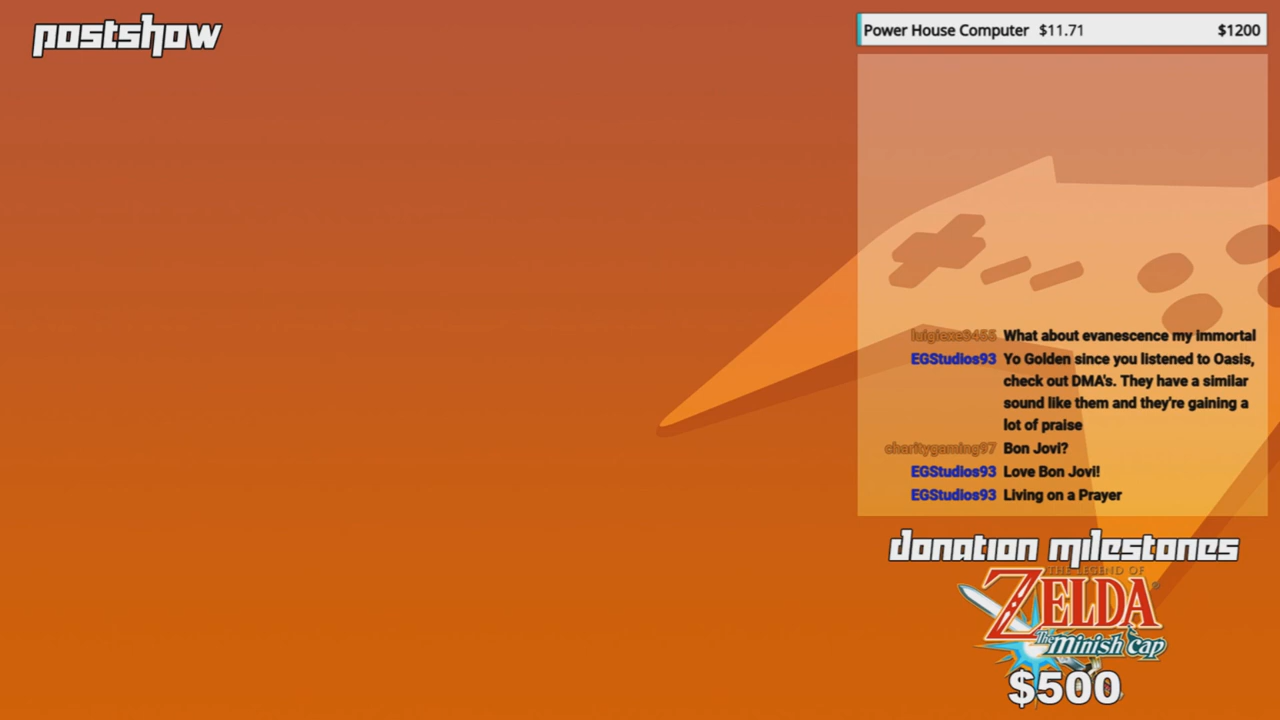 postshow
Power House Computer $11.71 $1200
luigiexe3455 What about evanescence my immortal
EGStudios93 Yo Golden since you listened to Oasis,
check out DMA's. They have a similar
sound like them and they're gaining a
lot of praise
charitygaming97 Bon Jovi?
EGStudios93 Love Bon Jovi!
EGStudios93 Living on a Prayer
donation milestones
THE LEGEND OF
ZELDA®
The Minish Cap
$500